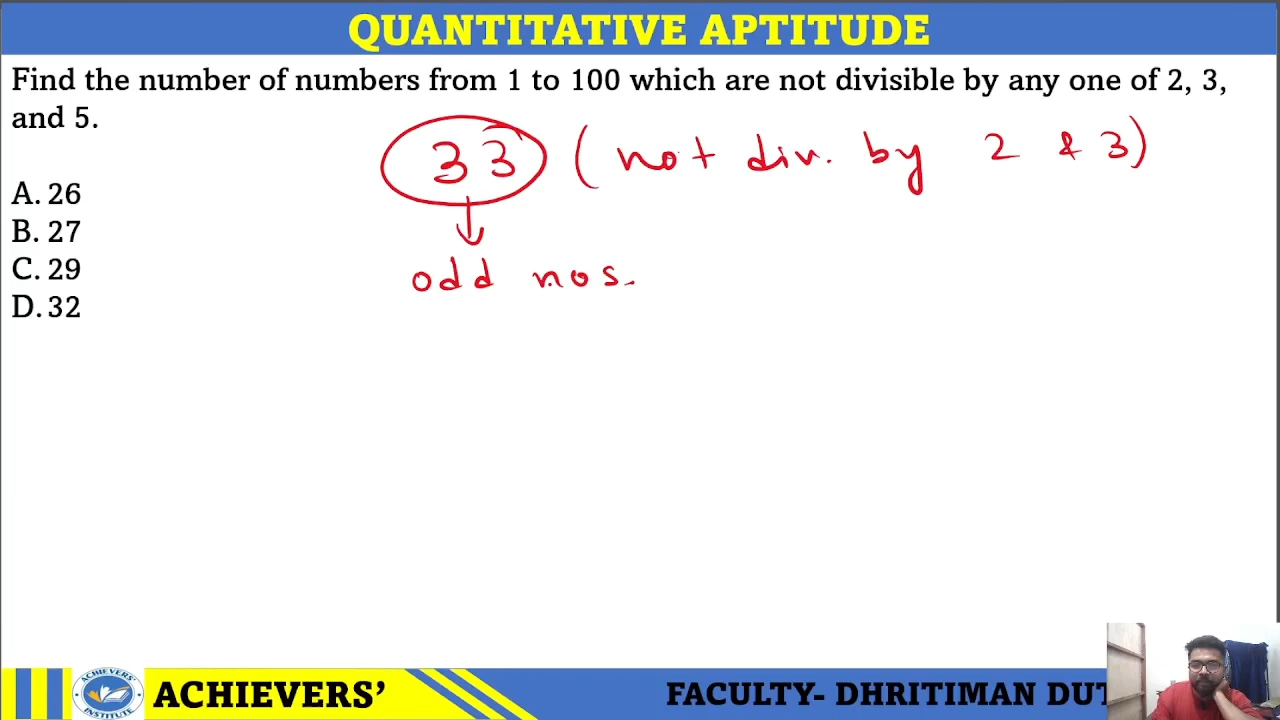 QUANTITATIVE APTITUDE
Find the number of numbers from 1 to 100 which are not divisible by any one of 2, 3,
and 5.
33 (not div. by 2 & 3)
A. 26
B. 27
C. 29
odd nos.
D. 32
ACHIEVERS' INSTITUTE
ACHIEVERS’
FACULTY- DHRITIMAN DUT